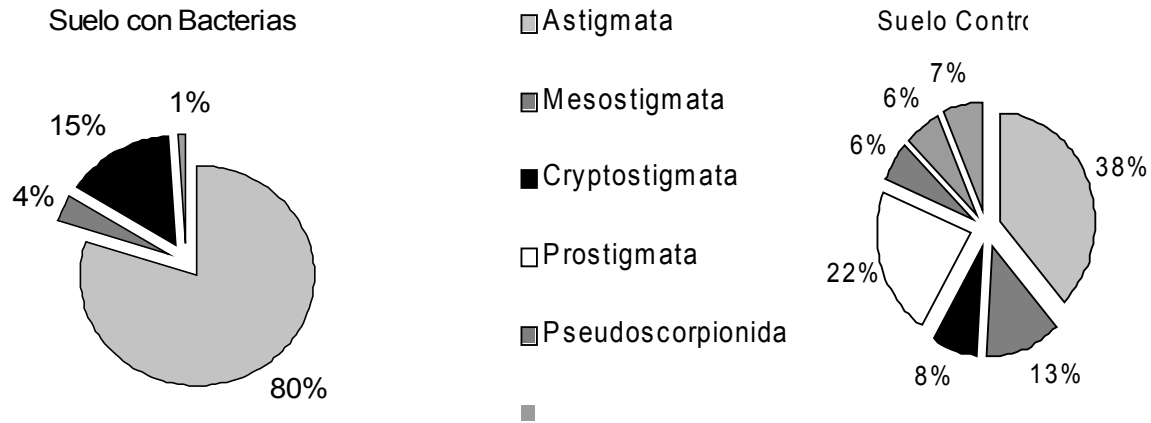 Suelo con Bacterias
1%
15%
4%
80%
Astigmata
Mesostigmata
Cryptostigmata
Prostigmata
Pseudoscorpionida
Suelo Contr
7%
6%
6%
38%
22%
8%
13%